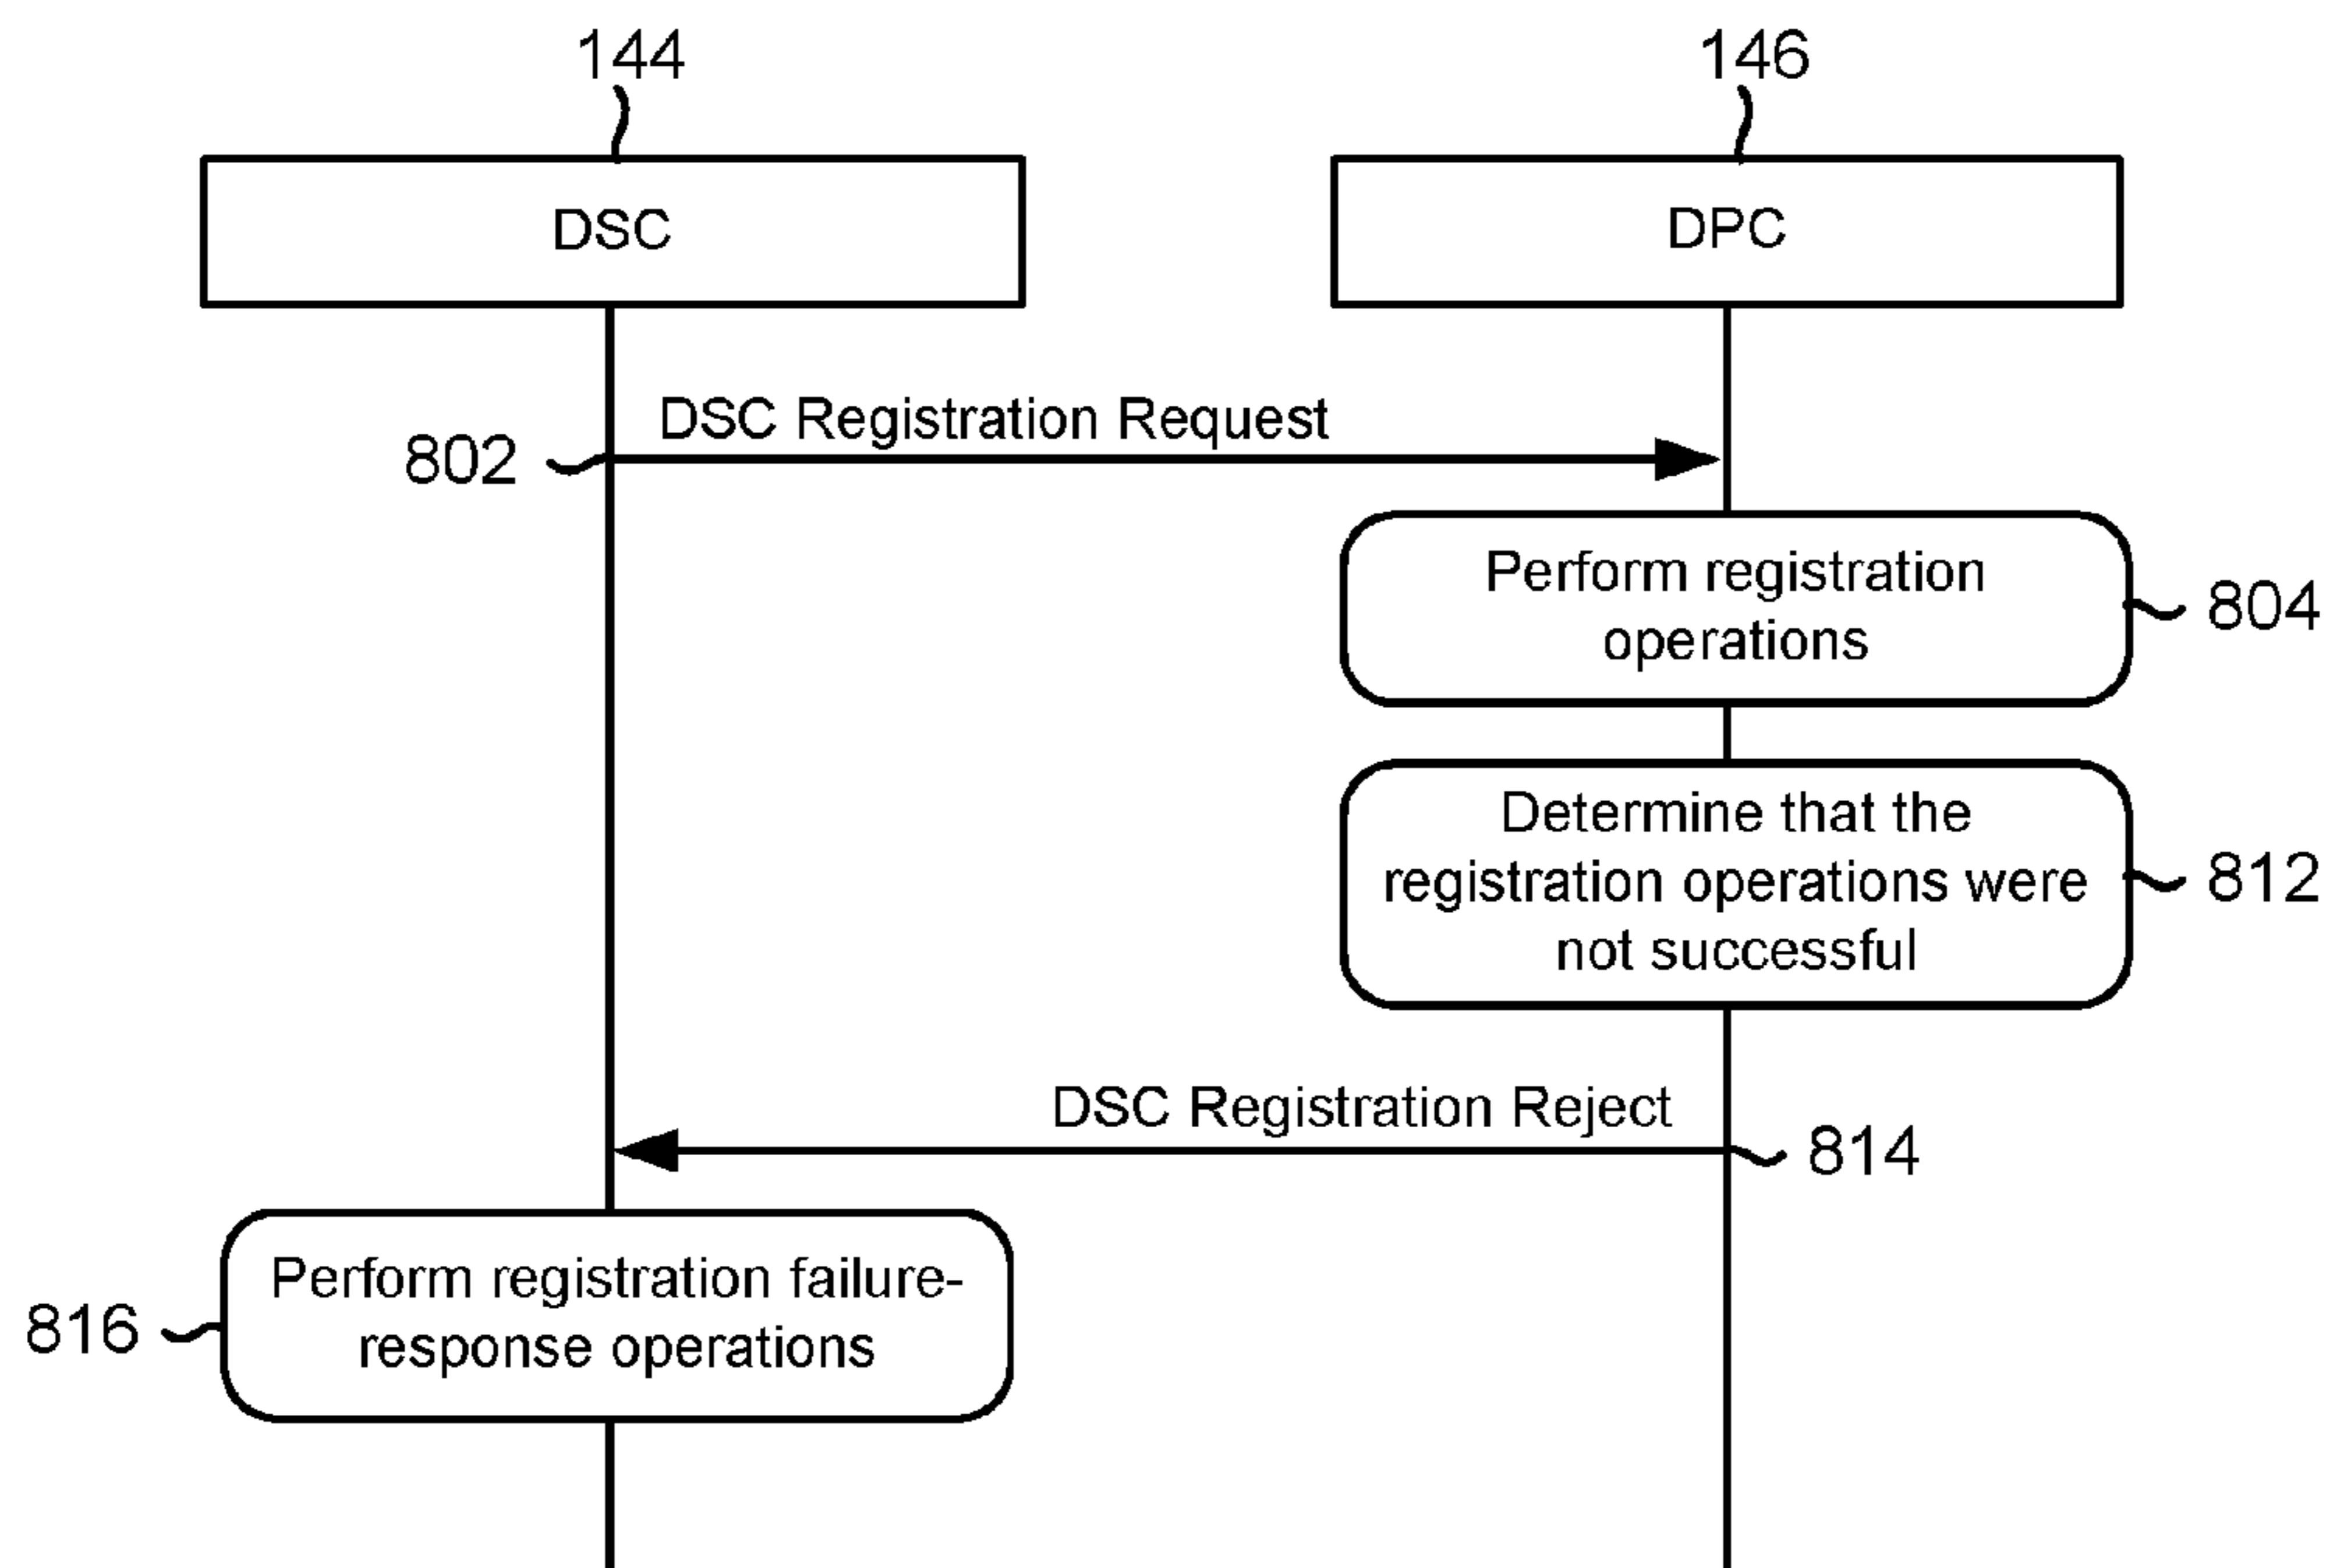 144
146
DSC
DPC
DSC Registration Request
802
Perform registration
operations
804
Determine that the
registration operations were
not successful
812
DSC Registration Reject
814
Perform registration failure-
response operations
816